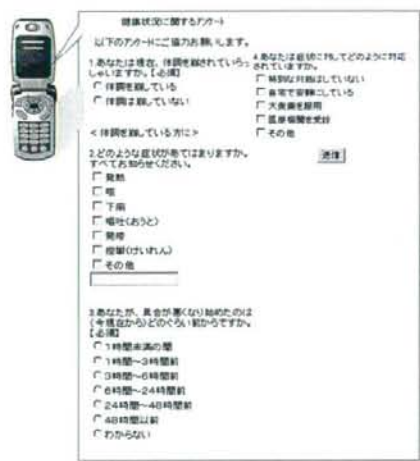 健康状況に関するアンケート
以下のアンケートにご協力お願いします。
1.あなたは現在、体調を崩されていらっ
しゃいますか。【必須】
体調を崩している
体調は崩していない
＜体調を崩している方に＞
2.どのような症状があてはまりますか。
すべてお知らせください。
発熱
咳
下痢
嘔吐(おうと)
発疹
痙攣(けいれん)
その他
3.あなたが、具合が悪くなり始めたのは
(今現在から)どのぐらい前からですか。
【必須】
1時間未満の間
1時間～3時間前
3時間～6時間前
6時間～24時間前
24時間～48時間前
48時間以前
わからない
4.あなたは症状に対してどのように対応
されていますか。
特別な対応はしていない
自宅で安静にしている
大衆薬を服用
医療機関を受診
その他
送信